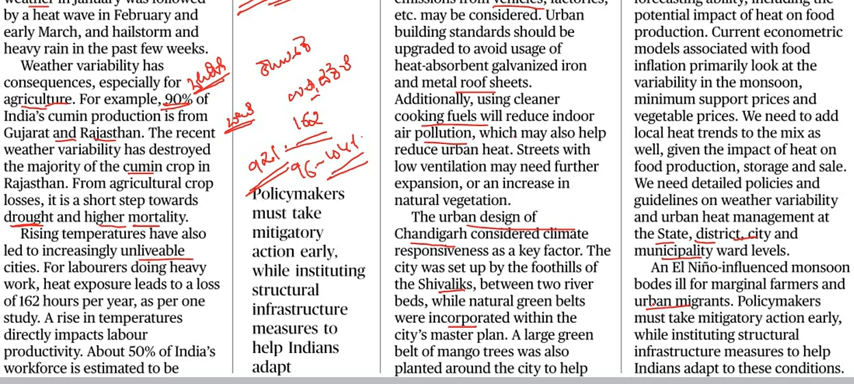 by a heat wave in February and
early March, and hailstorm and
heavy rain in the past few weeks.
Weather variability has
consequences, especially for
agriculture. For example, 90% of
India's cumin production is from
Gujarat and Rajasthan. The recent
weather variability has destroyed
the majority of the cumin crop in
Rajasthan. From agricultural crop
losses, it is a short step towards
drought and higher mortality.
Rising temperatures have also
led to increasingly unliveable
cities. For labourers doing heavy
work, heat exposure leads to a loss
of 162 hours per year, as per one
study. A rise in temperatures
directly impacts labour
productivity. About 50% of India's
workforce is estimated to be
162
Policymakers
must take
mitigatory
action early,
while instituting
structural
infrastructure
measures to
help Indians
adapt
etc. may be considered. Urban
building standards should be
upgraded to avoid usage of
heat-absorbent galvanized iron
and metal roof sheets.
Additionally, using cleaner
cooking fuels will reduce indoor
air pollution, which may also help
reduce urban heat. Streets with
low ventilation may need further
expansion, or an increase in
natural vegetation.
The urban design of
Chandigarh considered climate
responsiveness as a key factor. The
city was set up by the foothills of
the Shivaliks, between two river
beds, while natural green belts
were incorporated within the
city's master plan. A large green
belt of mango trees was also
planted around the city to help
potential impact of heat on food
production. Current econometric
models associated with food
inflation primarily look at the
variability in the monsoon,
minimum support prices and
vegetable prices. We need to add
local heat trends to the mix as
well, given the impact of heat on
food production, storage and sale.
We need detailed policies and
guidelines on weather variability
and urban heat management at
the State, district, city and
municipality ward levels.
An El Niño-influenced monsoon
bodes ill for marginal farmers and
urban migrants. Policymakers
must take mitigatory action early,
while instituting structural
infrastructure measures to help
Indians adapt to these conditions.